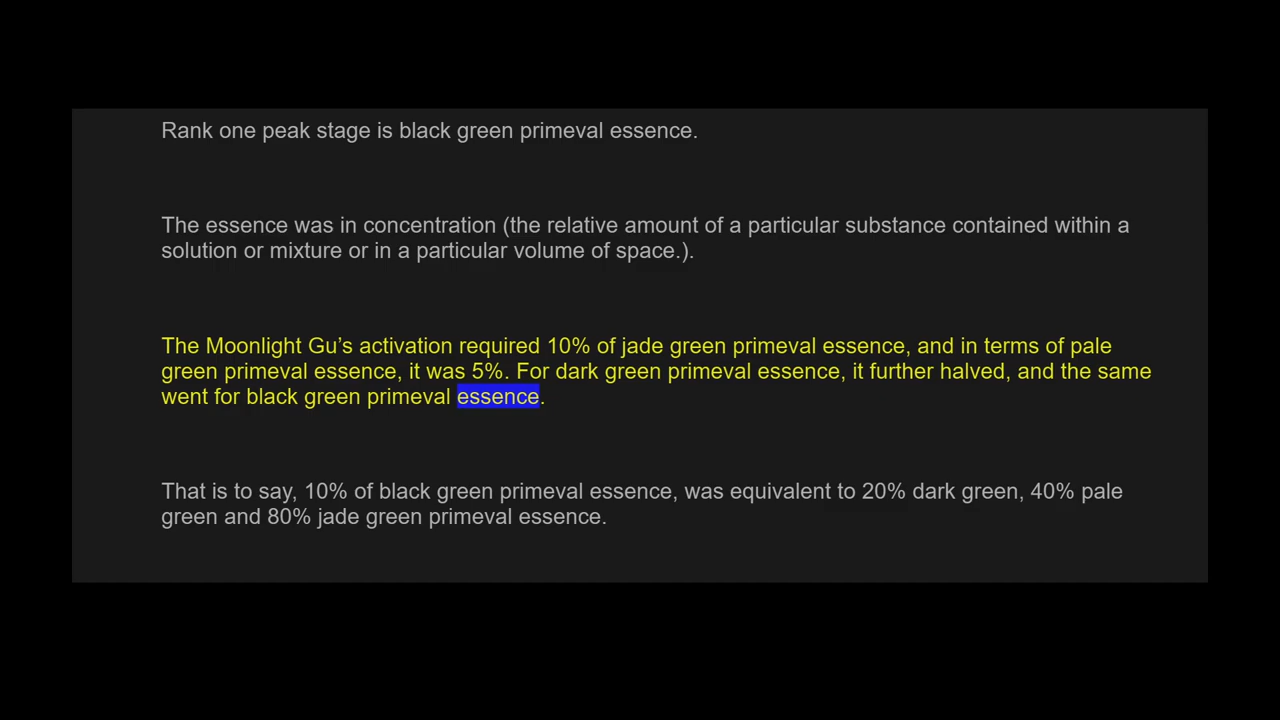 Rank one peak stage is black green primeval essence.
The essence was in concentration (the relative amount of a particular substance contained within a
solution or mixture or in a particular volume of space.).
The Moonlight Gu’s activation required 10% of jade green primeval essence, and in terms of pale
green primeval essence, it was 5%. For dark green primeval essence, it further halved, and the same
went for black green primeval essence.
That is to say, 10% of black green primeval essence, was equivalent to 20% dark green, 40% pale
green and 80% jade green primeval essence.